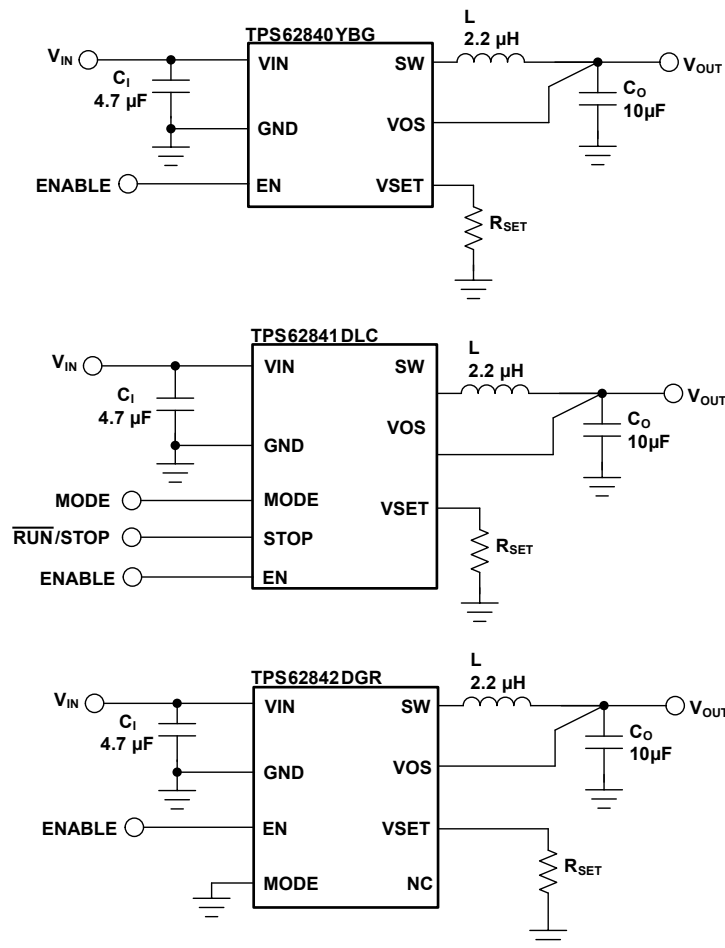 TPS62840YBG
L
2.2 µH
VIN
VIN
SW
VOUT
CI
4.7 µF
CO
10µF
GND
VOS
ENABLE
EN
VSET
RSET
TPS62841DLC
L
2.2 µH
VIN
VIN
SW
VOUT
CI
4.7 µF
CO
10µF
VOS
GND
MODE
MODE
VSET
RUN/STOP
STOP
RSET
ENABLE
EN
TPS62842DGR
L
2.2 µH
VIN
VIN
SW
VOUT
CI
4.7 µF
CO
10µF
GND
VOS
ENABLE
EN
VSET
RSET
MODE
NC